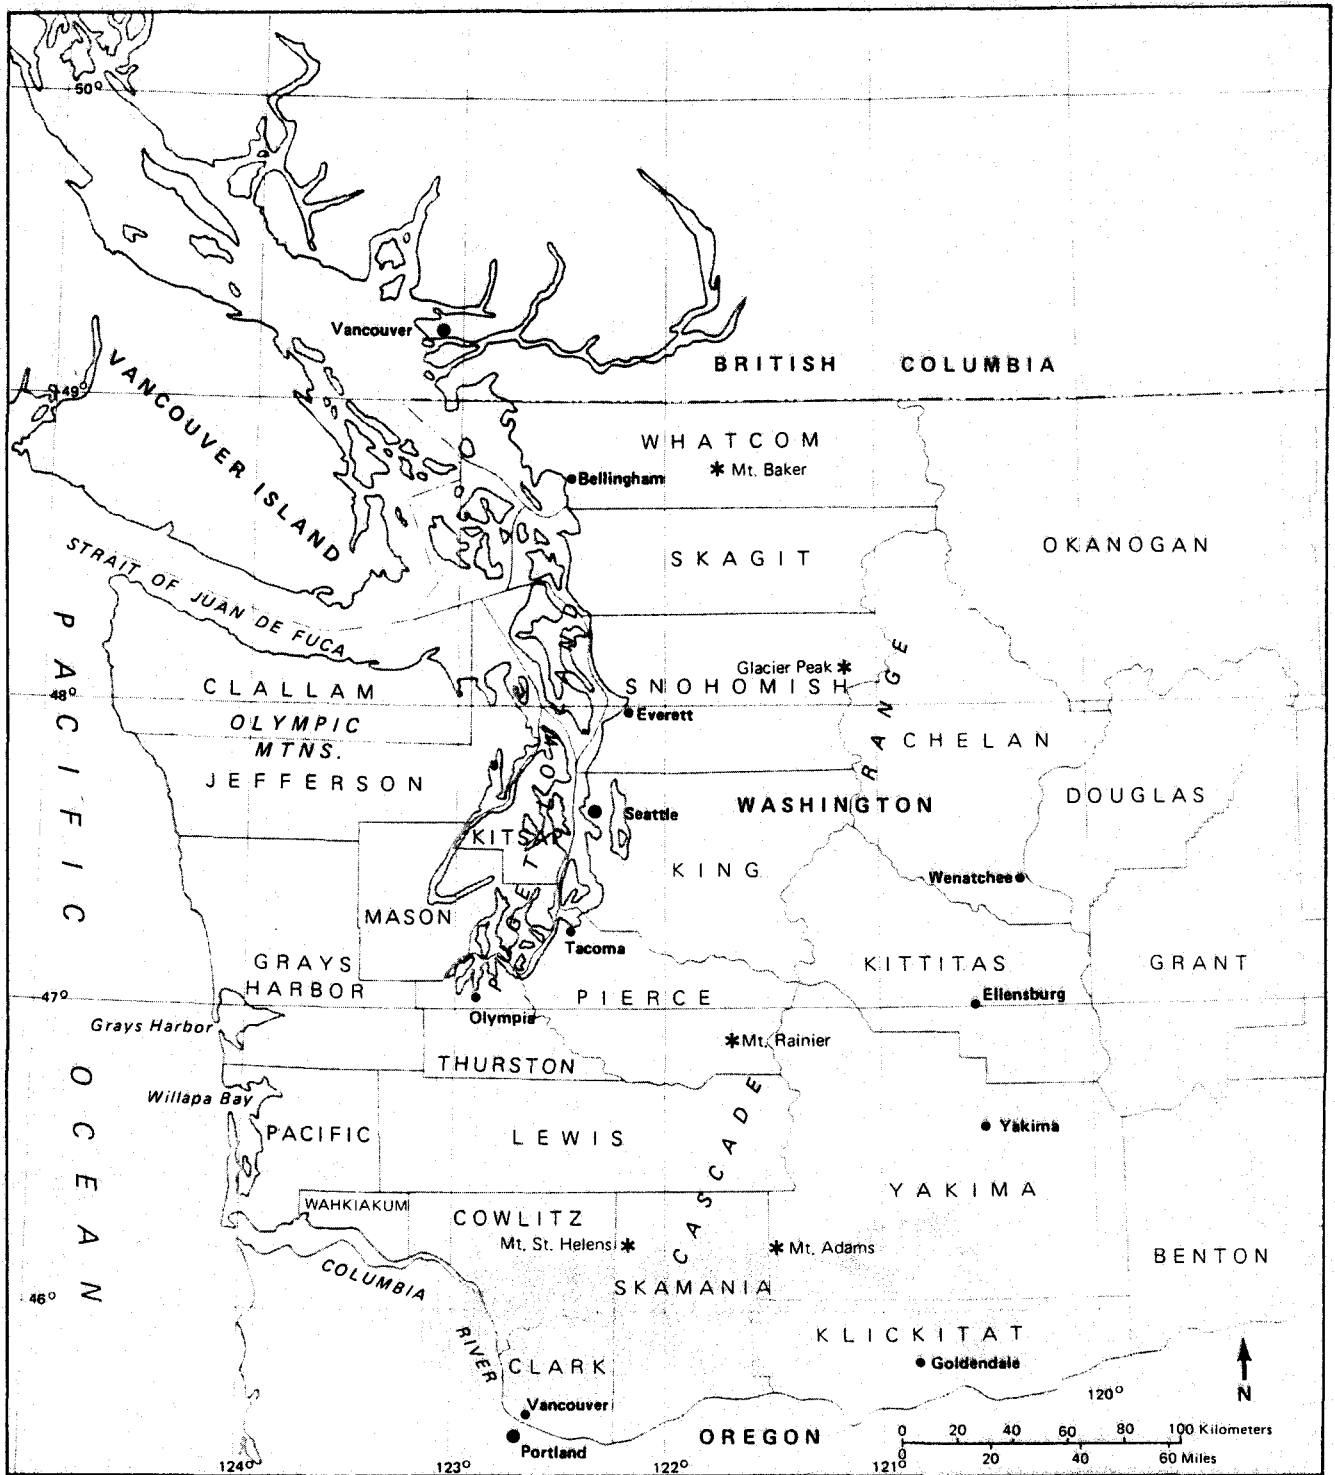 50°
Vancouver
BRITISH COLUMBIA
49°
VANCOUVER ISLAND
WHATCOM
Mt. Baker
Bellingham
OKANOGAN
SKAGIT
STRAIT OF JUAN DE FUCA
PACIFIC OCEAN
Glacier Peak
CLALLAM
SNOHOMISH
48°
Everett
OLYMPIC
MTNS.
CHELAN
JEFFERSON
DOUGLAS
WASHINGTON
Seattle
KITSAP
PUGET LOWLAND
KING
Wenatchee
MASON
Tacoma
GRAYS
HARBOR
KITTITAS
GRANT
47°
PIERCE
Ellensburg
Olympia
Grays Harbor
Mt. Rainier
THURSTON
CASCADE RANGE
Willapa Bay
Yakima
PACIFIC
LEWIS
YAKIMA
WAHKIAKUM
COWLITZ
Mt. St. Helens
Mt. Adams
BENTON
COLUMBIA RIVER
SKAMANIA
46°
KLICKITAT
CLARK
Goldendale
120°
N
Vancouver
OREGON
0 20 40 60 80 100 Kilometers
Portland
0 20 40 60 Miles
124° 123° 122° 121°